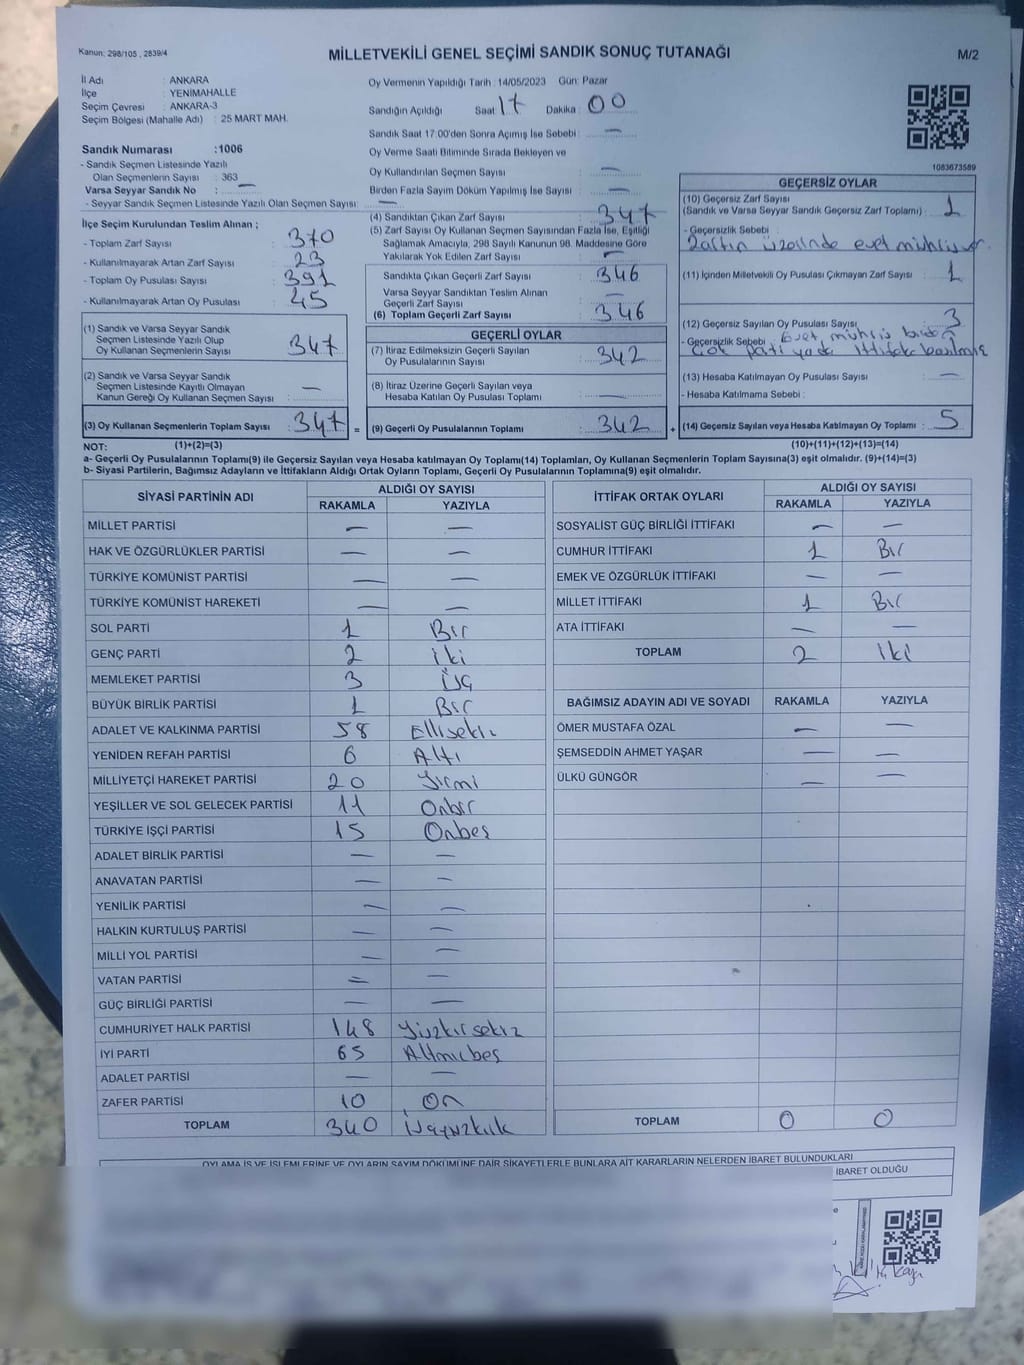 Kanun: 298/105 , 2839/4
MİLLETVEKİLİ GENEL SEÇİMİ SANDIK SONUÇ TUTANAĞI
M/2
İl Adı : ANKARA
İlçe : YENİMAHALLE
Seçim Çevresi : ANKARA-3
Seçim Bölgesi (Mahalle Adı) : 25 MART MAH.
Oy Vermenin Yapıldığı Tarih : 14/05/2023 Gün: Pazar
Sandığın Açıldığı Saat 17 Dakika : 00
Sandık Saat 17:00'den Sonra Açımış İse Sebebi : —
Oy Verme Saati Bitiminde Sırada Bekleyen ve
Oy Kullandırılan Seçmen Sayısı : —
Birden Fazla Sayım Döküm Yapılmış İse Sayısı : —
1083673589
Sandık Numarası : 1006
- Sandık Seçmen Listesinde Yazılı
Olan Seçmenlerin Sayısı : 363
Varsa Seyyar Sandık No : —
- Seyyar Sandık Seçmen Listesinde Yazılı Olan Seçmen Sayısı : —
İlçe Seçim Kurulundan Teslim Alınan ;
- Toplam Zarf Sayısı : 370
- Kullanılmayarak Artan Zarf Sayısı : 23
- Toplam Oy Pusulası Sayısı : 391
- Kullanılmayarak Artan Oy Pusulası : 45
(1) Sandık ve Varsa Seyyar Sandık
Seçmen Listesinde Yazılı Olup
Oy Kullanan Seçmenlerin Sayısı : 347
(2) Sandık ve Varsa Seyyar Sandık
Seçmen Listesinde Kayıtlı Olmayan
Kanun Gereği Oy Kullanan Seçmen Sayısı : —
(3) Oy Kullanan Seçmenlerin Toplam Sayısı : 347 =
(4) Sandıktan Çıkan Zarf Sayısı : 347
(5) Zarf Sayısı Oy Kullanan Seçmen Sayısından Fazla İse, Eşitliği
Sağlamak Amacıyla, 298 Sayılı Kanunun 98. Maddesine Göre
Yakılarak Yok Edilen Zarf Sayısı : —
Sandıkta Çıkan Geçerli Zarf Sayısı : 346
Varsa Seyyar Sandıktan Teslim Alınan
Geçerli Zarf Sayısı : —
(6) Toplam Geçerli Zarf Sayısı : 346
GEÇERLİ OYLAR
(7) İtiraz Edilmeksizin Geçerli Sayılan
Oy Pusulalarının Sayısı : 342
(8) İtiraz Üzerine Geçerli Sayılan veya
Hesaba Katılan Oy Pusulası Toplamı : —
(9) Geçerli Oy Pusulalarının Toplamı : 342 +
GEÇERSİZ OYLAR
(10) Geçersiz Zarf Sayısı
(Sandık ve Varsa Seyyar Sandık Geçersiz Zarf Toplamı) : 1
- Geçersizlik Sebebi :
Zarfın üzerinde evet mührü var
(11) İçinden Milletvekili Oy Pusulası Çıkmayan Zarf Sayısı : 1
(12) Geçersiz Sayılan Oy Pusulası Sayısı : 3
- Geçersizlik Sebebi : Evet mührü birden
çok parti yada ittifak basılmış
(13) Hesaba Katılmayan Oy Pusulası Sayısı : —
- Hesaba Katılmama Sebebi :
(14) Geçersiz Sayılan veya Hesaba Katılmayan Oy Toplamı : 5
NOT: (1)+(2)=(3) (10)+(11)+(12)+(13)=(14)
a- Geçerli Oy Pusulalarının Toplamı(9) ile Geçersiz Sayılan veya Hesaba katılmayan Oy Toplamı(14) Toplamları, Oy Kullanan Seçmenlerin Toplam Sayısına(3) eşit olmalıdır. (9)+(14)=(3)
b- Siyasi Partilerin, Bağımsız Adayların ve İttifakların Aldığı Ortak Oyların Toplamı, Geçerli Oy Pusulalarının Toplamına(9) eşit olmalıdır.
SİYASİ PARTİNİN ADI ALDIĞI OY SAYISI
RAKAMLA YAZIYLA
MİLLET PARTİSİ — —
HAK VE ÖZGÜRLÜKLER PARTİSİ — —
TÜRKİYE KOMÜNİST PARTİSİ — —
TÜRKİYE KOMÜNİST HAREKETİ — —
SOL PARTİ 1 Bir
GENÇ PARTİ 2 iki
MEMLEKET PARTİSİ 3 Üç
BÜYÜK BİRLİK PARTİSİ 1 Bir
ADALET VE KALKINMA PARTİSİ 58 Ellisekiz
YENİDEN REFAH PARTİSİ 6 Altı
MİLLİYETÇİ HAREKET PARTİSİ 20 Yirmi
YEŞİLLER VE SOL GELECEK PARTİSİ 11 Onbir
TÜRKİYE İŞÇİ PARTİSİ 15 Onbeş
ADALET BİRLİK PARTİSİ — —
ANAVATAN PARTİSİ — —
YENİLİK PARTİSİ — —
HALKIN KURTULUŞ PARTİSİ — —
MİLLİ YOL PARTİSİ — —
VATAN PARTİSİ — —
GÜÇ BİRLİĞİ PARTİSİ — —
CUMHURİYET HALK PARTİSİ 148 Yüzkırsekiz
İYİ PARTİ 65 Altmıçbeş
ADALET PARTİSİ — —
ZAFER PARTİSİ 10 On
TOPLAM 340 Üçyüzkırk
İTTİFAK ORTAK OYLARI ALDIĞI OY SAYISI
RAKAMLA YAZIYLA
SOSYALİST GÜÇ BİRLİĞİ İTTİFAKI — —
CUMHUR İTTİFAKI 1 Bir
EMEK VE ÖZGÜRLÜK İTTİFAKI — —
MİLLET İTTİFAKI 1 Bir
ATA İTTİFAKI — —
TOPLAM 2 İki
BAĞIMSIZ ADAYIN ADI VE SOYADI RAKAMLA YAZIYLA
ÖMER MUSTAFA ÖZAL — —
ŞEMSEDDİN AHMET YAŞAR — —
ÜLKÜ GÜNGÖR — —
TOPLAM 0 0
OYLAMA İŞ VE İŞLEMLERİNE VE OYLARIN SAYIM DÖKÜMÜNE DAİR ŞİKAYETLERLE BUNLARA AİT KARARLARIN NELERDEN İBARET BULUNDUKLARI
İBARET OLDUĞU